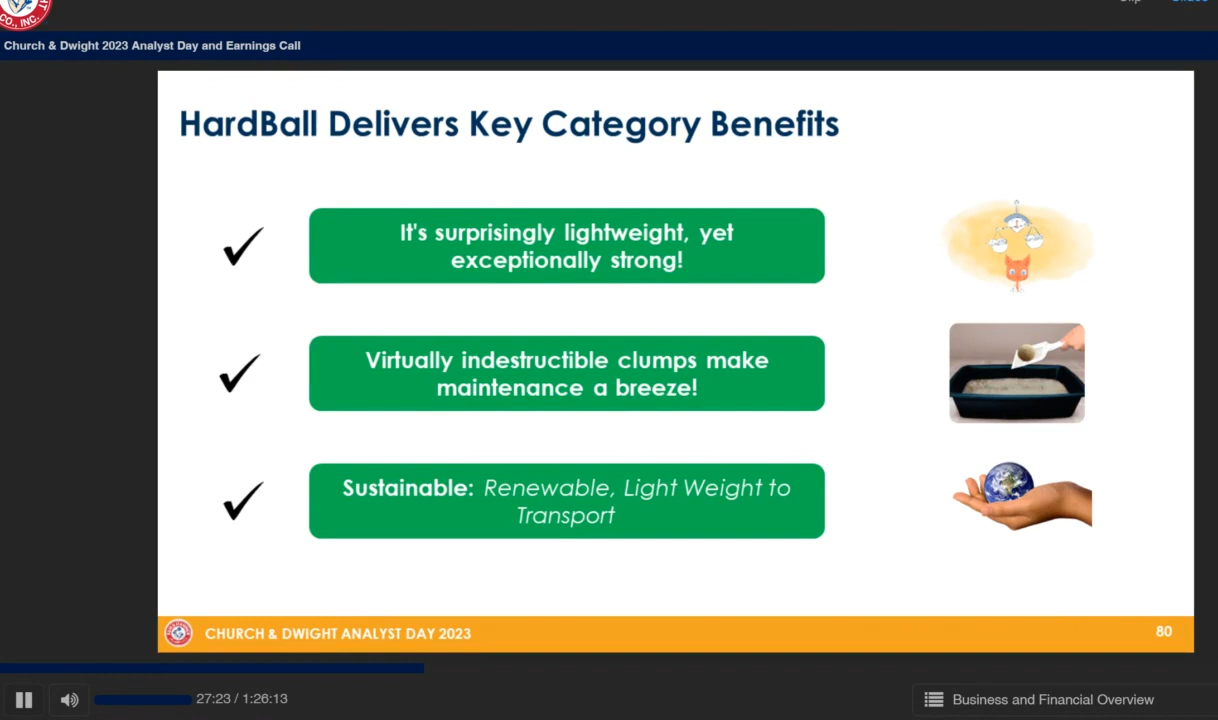 CO., INC.
Church & Dwight 2023 Analyst Day and Earnings Call
HardBall Delivers Key Category Benefits
It's surprisingly lightweight, yet
exceptionally strong!
Virtually indestructible clumps make
maintenance a breeze!
Sustainable: Renewable, Light Weight to
Transport
CHURCH & DWIGHT ANALYST DAY 2023
80
27:23 / 1:26:13
Business and Financial Overview